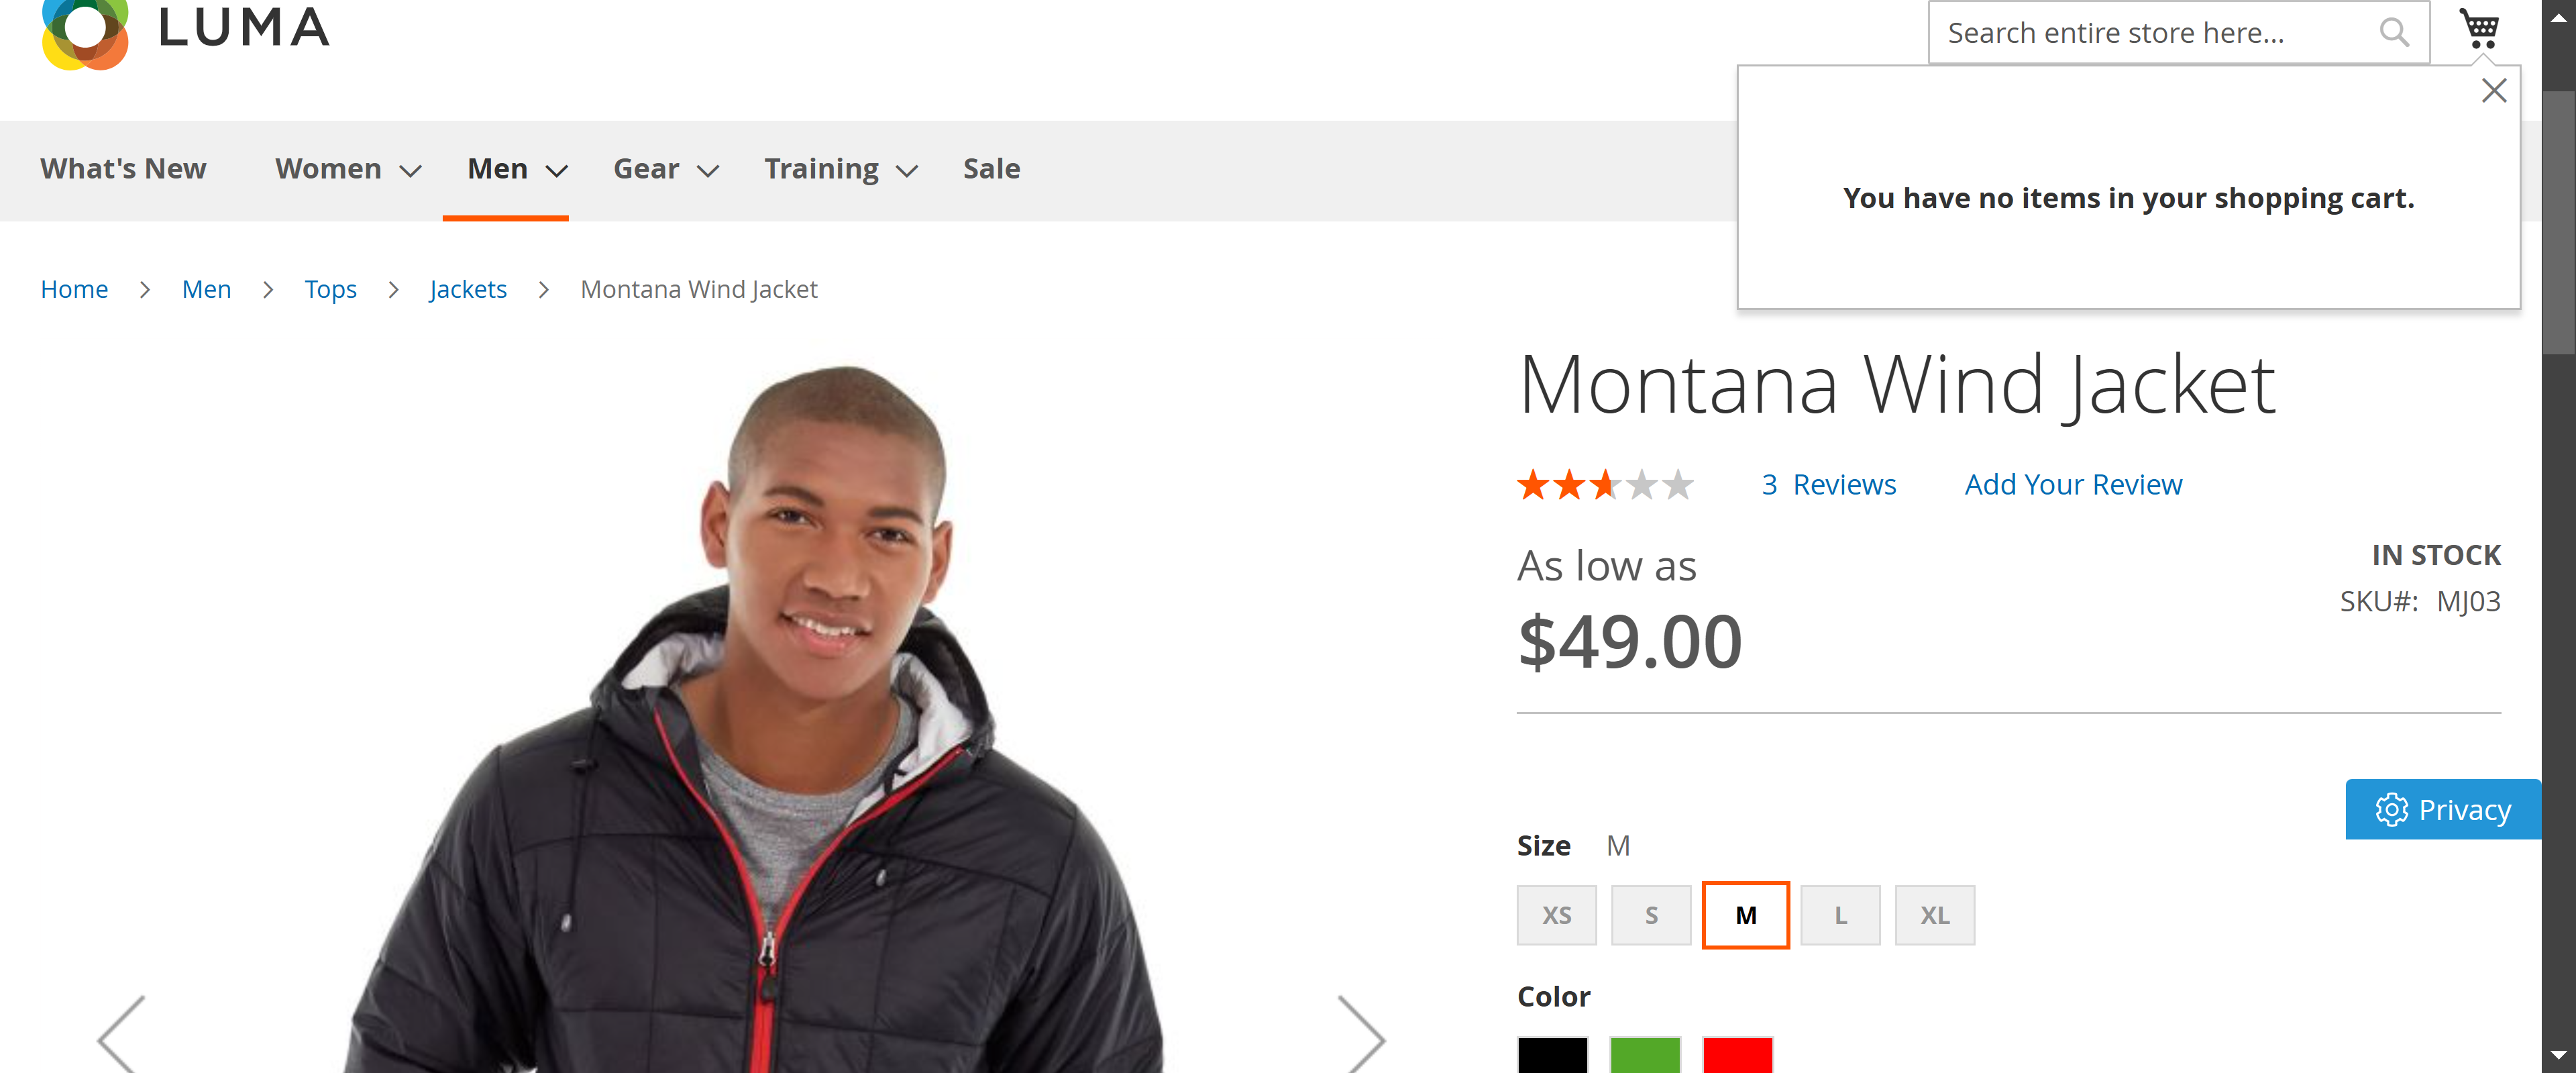 LUMA
Search entire store here...
You have no items in your shopping cart.
What's New Women Men Gear Training Sale
Home Men Tops Jackets Montana Wind Jacket
Montana Wind Jacket
3 Reviews Add Your Review
As low as
$49.00
IN STOCK
SKU#: MJ03
Privacy
Size M
XS S M L XL
Color